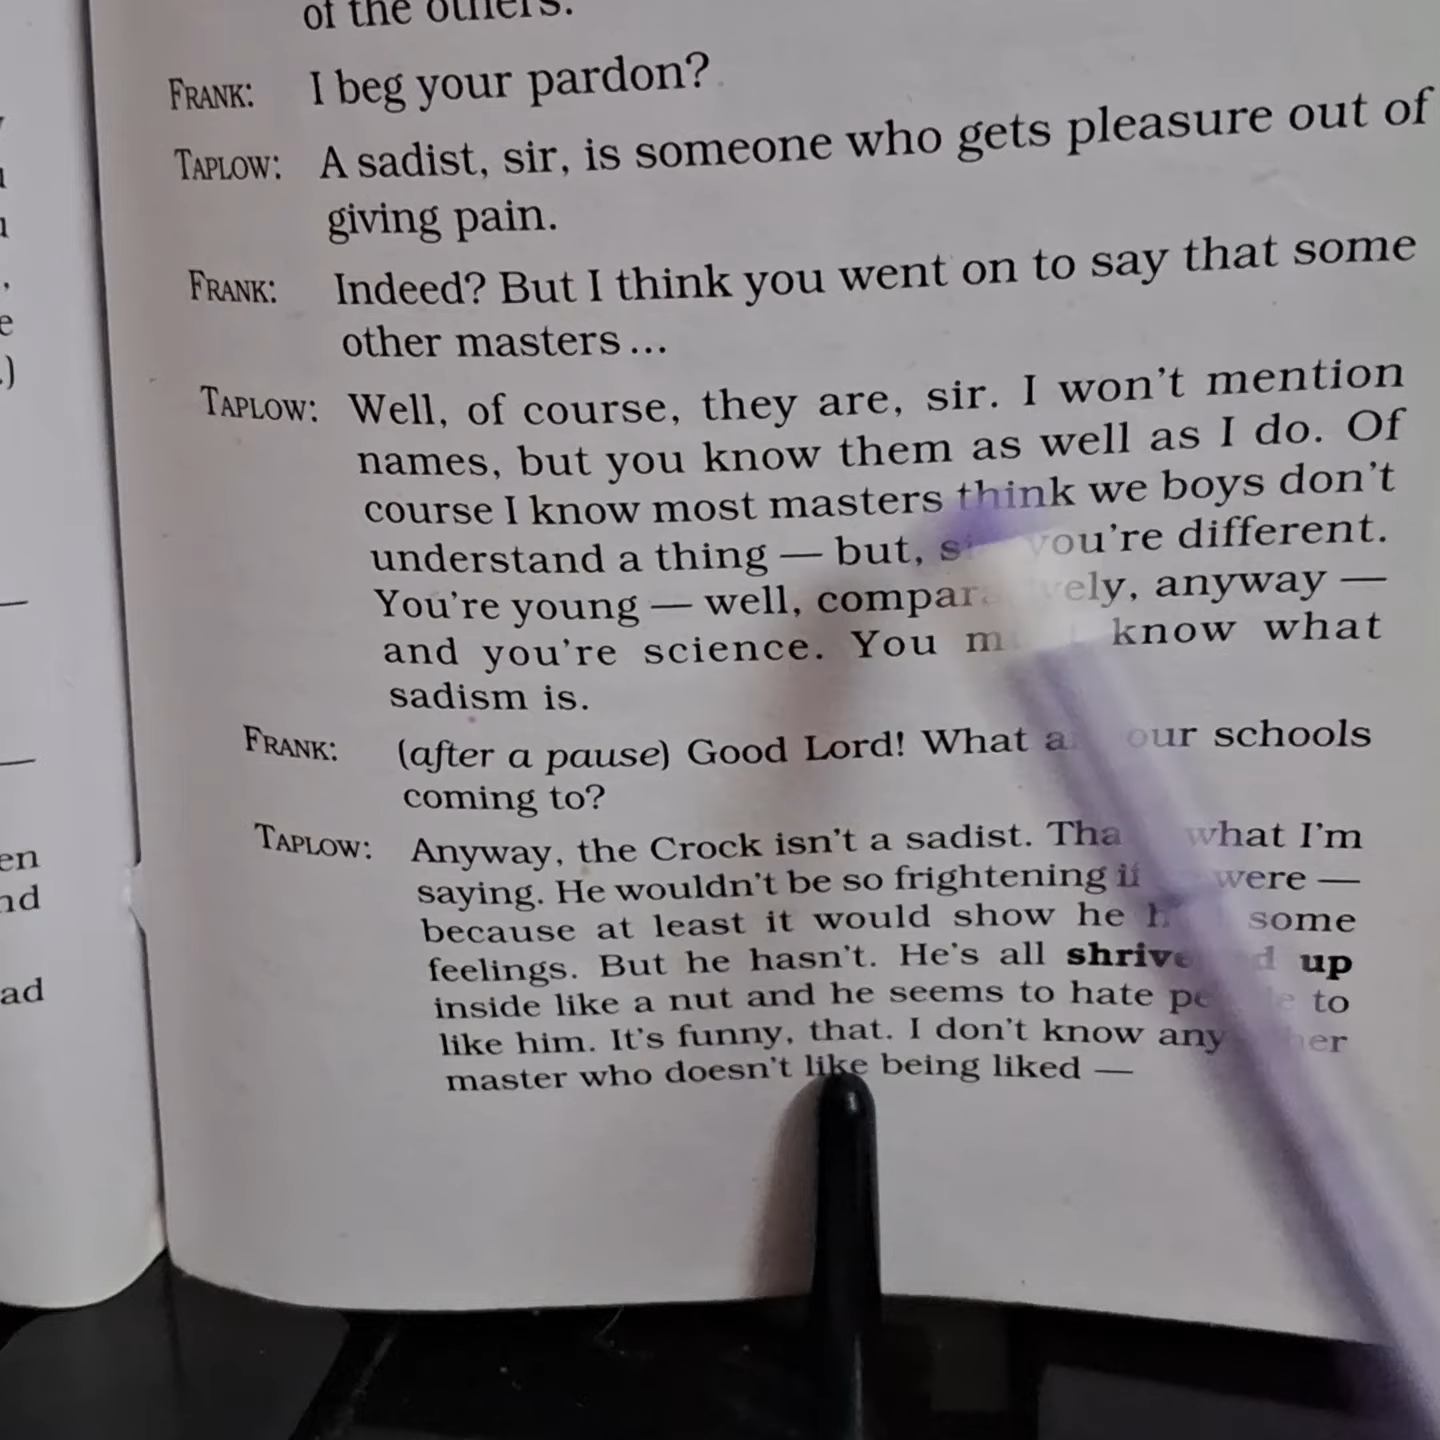 of the others.
FRANK: I beg your pardon?
TAPLOW: A sadist, sir, is someone who gets pleasure out of
giving pain.
FRANK: Indeed? But I think you went on to say that some
other masters...
TAPLOW: Well, of course, they are, sir. I won't mention
names, but you know them as well as I do. Of
course I know most masters think we boys don't
understand a thing — but, you're different.
You're young — well, anyway —
and you're science. You know what
sadism is.
FRANK: (after a pause) Good Lord! What our schools
coming to?
TAPLOW: Anyway, the Crock isn't a sadist. what I'm
saying. He wouldn't be so frightening were —
because at least it would show he some
feelings. But he hasn't. He's all up
inside like a nut and he seems to hate to
like him. It's funny, that. I don't know any
master who doesn't like being liked —